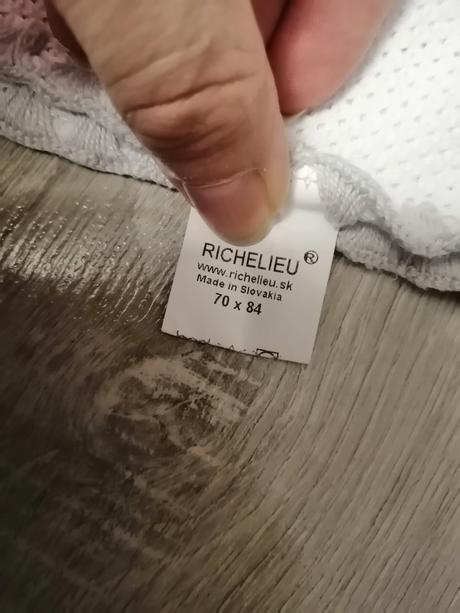 RICHELIEU ®
www.richelieu.sk
Made in Slovakia
70 x 84